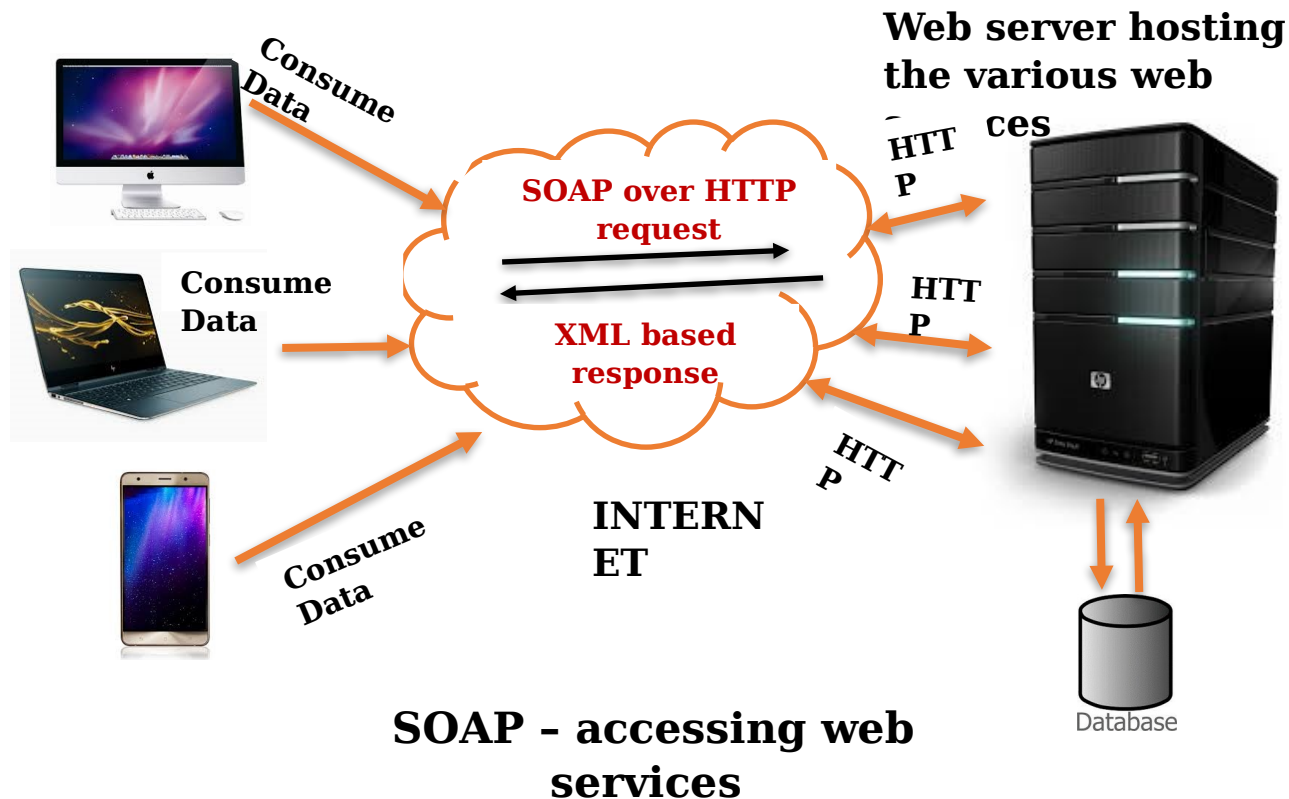 Web server hosting
the various web
ces
Consume
Data
HTT
P
SOAP over HTTP
request
Consume
Data
HTT
P
XML based
response
HTT
P
INTERN
ET
Consume
Data
Database
SOAP – accessing web
services